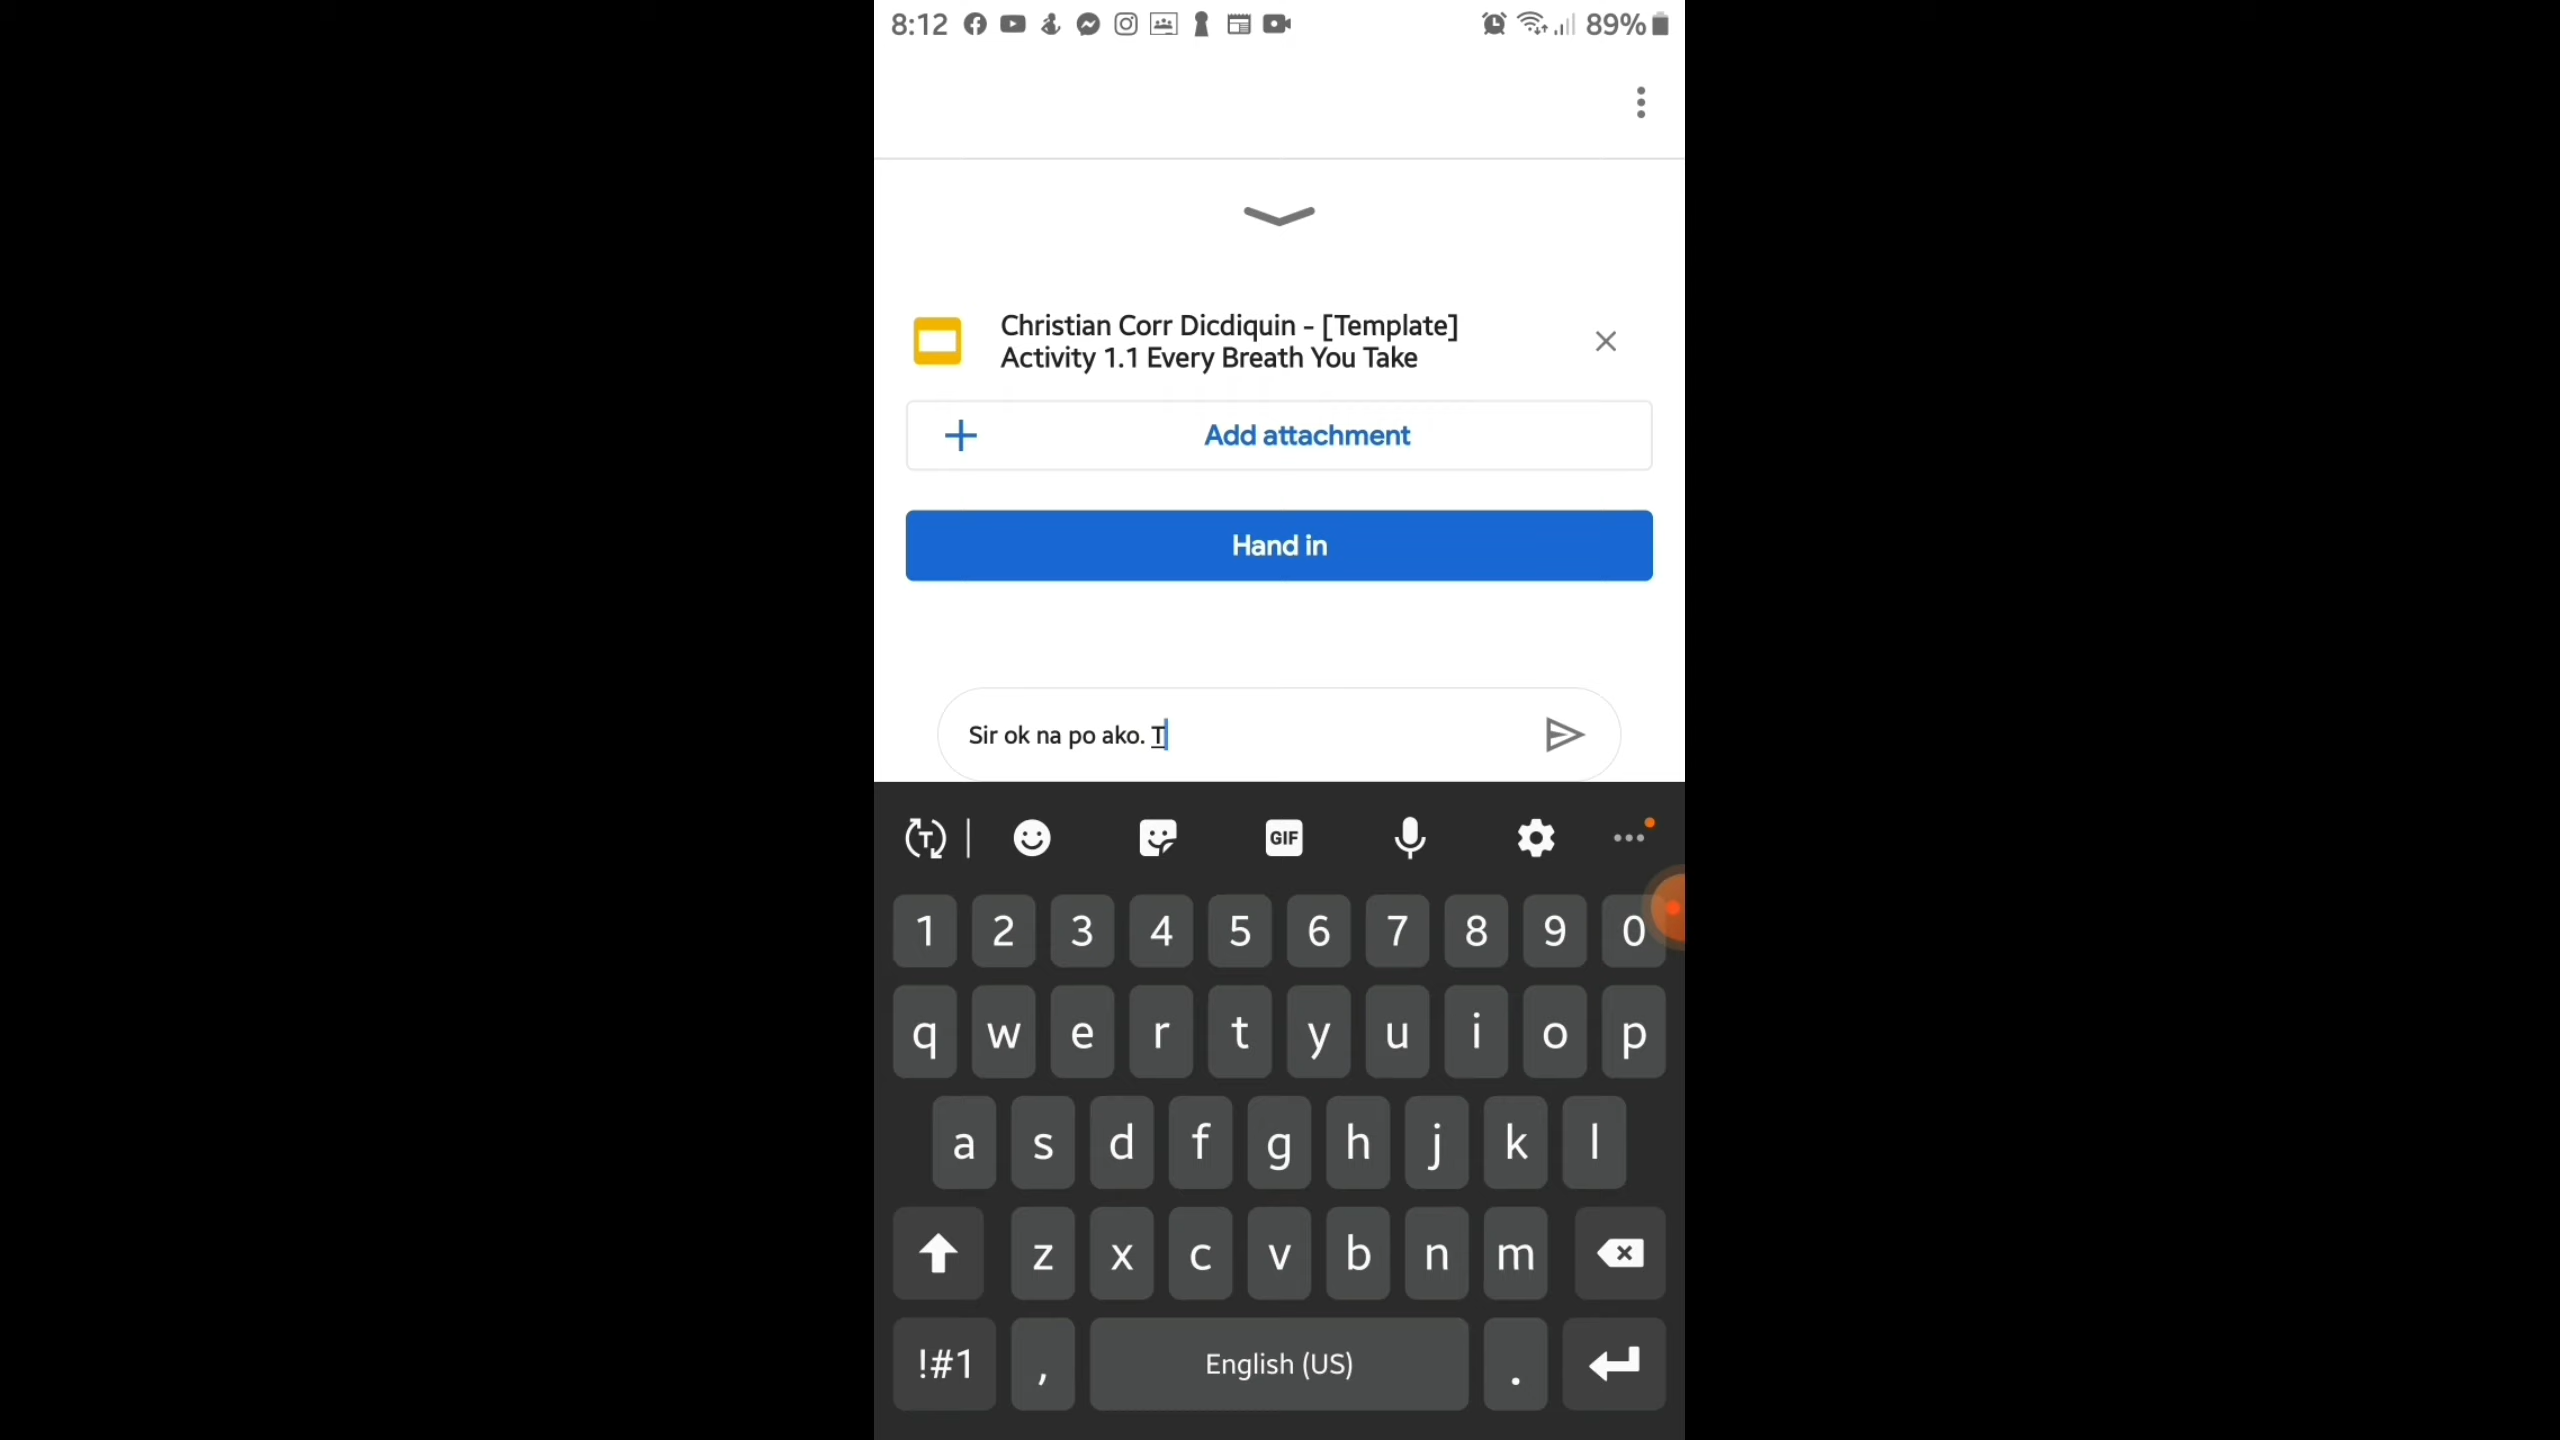 8:12
89%
Christian Corr Dicdiquin - [Template]
Activity 1.1 Every Breath You Take
Add attachment
Hand in
Sir ok na po ako. T
T
GIF
1 2 3 4 5 6 7 8 9 0
q w e r t y u i o p
a s d f g h j k l
z x c v b n m
!#1 , English (US) .